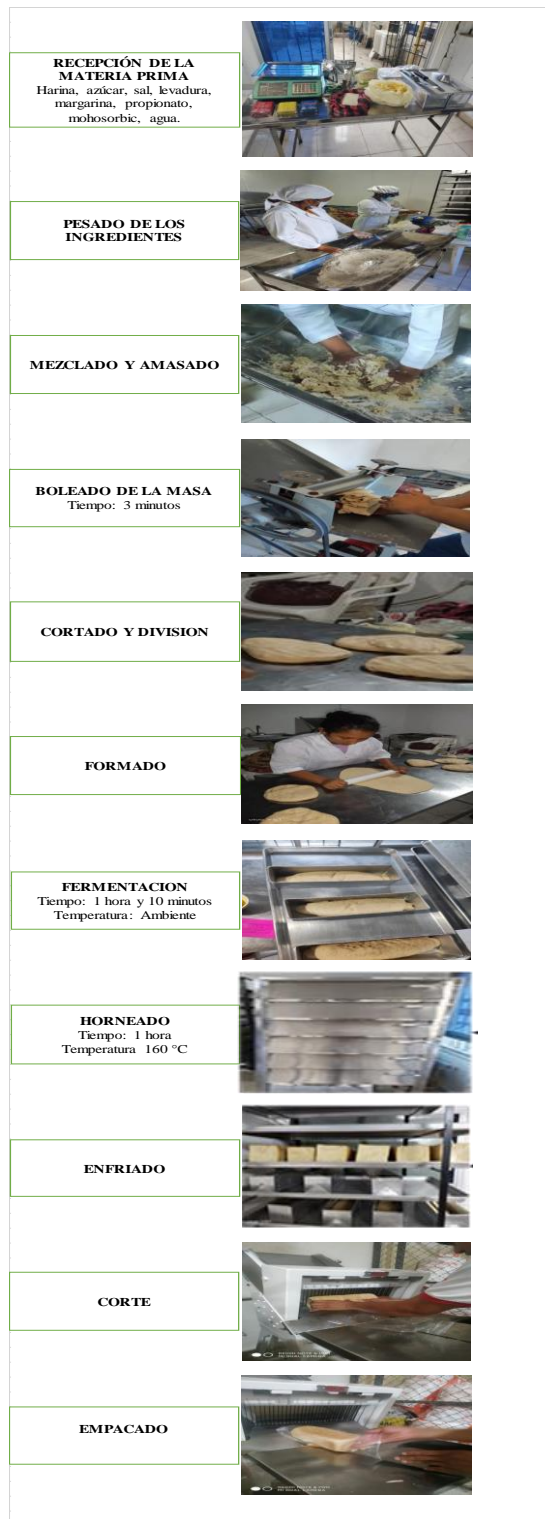 RECEPCIÓN DE LA
MATERIA PRIMA
Harina, azúcar, sal, levadura,
margarina, propionato,
mohosorbic, agua.
PESADO DE LOS
INGREDIENTES
MEZCLADO Y AMASADO
BOLEADO DE LA MASA
Tiempo: 3 minutos
CORTADO Y DIVISION
FORMADO
FERMENTACION
Tiempo: 1 hora y 10 minutos
Temperatura: Ambiente
HORNEADO
Tiempo: 1 hora
Temperatura 160 °C
ENFRIADO
CORTE
EMPACADO